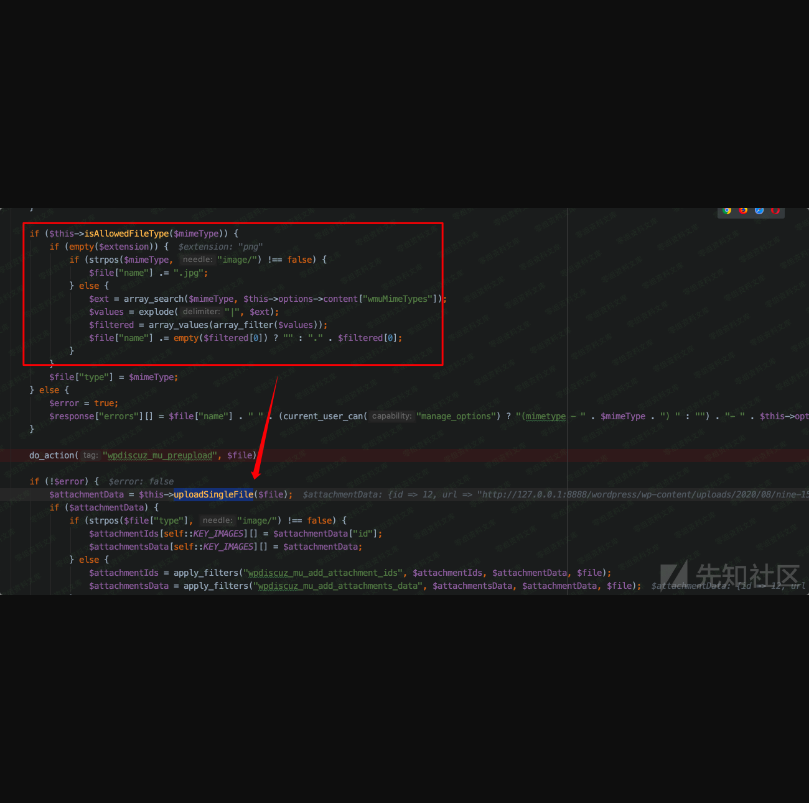 }
if ($this->isAllowedFileType($mimeType)) {
if (empty($extension)) { $extension: "png"
if (strpos($mimeType, needle: "image/") !== false) {
$file["name"] .= ".jpg";
} else {
$ext = array_search($mimeType, $this->options->content["wmuMimeTypes"]);
$values = explode( delimiter: "|", $ext);
$filtered = array_values(array_filter($values));
$file["name"] .= empty($filtered[0]) ? "" : "." . $filtered[0];
}
}
$file["type"] = $mimeType;
} else {
$error = true;
$response["errors"][] = $file["name"] . " " . (current_user_can( capability: "manage_options") ? "(mimetype - " . $mimeType . ") " : "") . "- " . $this->opt
}
do_action( tag: "wpdiscuz_mu_preupload", $file)
if (!$error) { $error: false
$attachmentData = $this->uploadSingleFile($file); $attachmentData: {id => 12, url => "http://127.0.0.1:8888/wordpress/wp-content/uploads/2020/08/nine-15
if ($attachmentData) {
if (strpos($file["type"], needle: "image/") !== false) {
$attachmentIds[self::KEY_IMAGES][] = $attachmentData["id"];
$attachmentsData[self::KEY_IMAGES][] = $attachmentData;
} else {
$attachmentIds = apply_filters("wpdiscuz_mu_add_attachment_ids", $attachmentIds, $attachmentData, $file);
$attachmentsData = apply_filters("wpdiscuz_mu_add_attachments_data", $attachmentsData, $attachmentData, $file); $attachmentData: {id => 12, url
先知社区